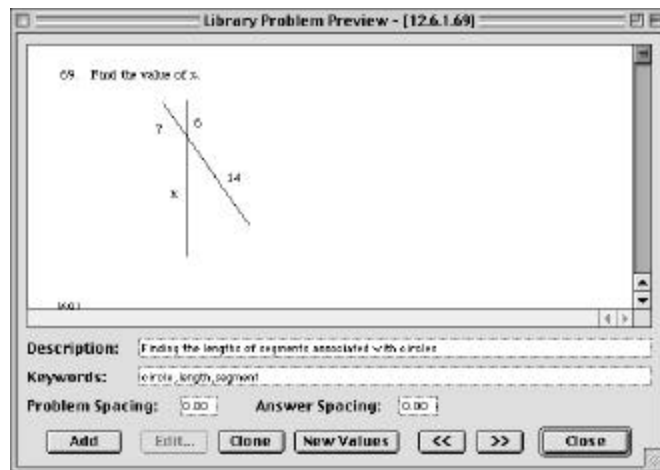 Library Problem Preview - [12.6.1.69]
69 Find the value of x.
7 6
14
x
Description: Finding the lengths of segments associated with circles
Keywords: circle,length,segment
Problem Spacing: 0.00 Answer Spacing: 0.00
Add Edit... Clone New Values << >> Close